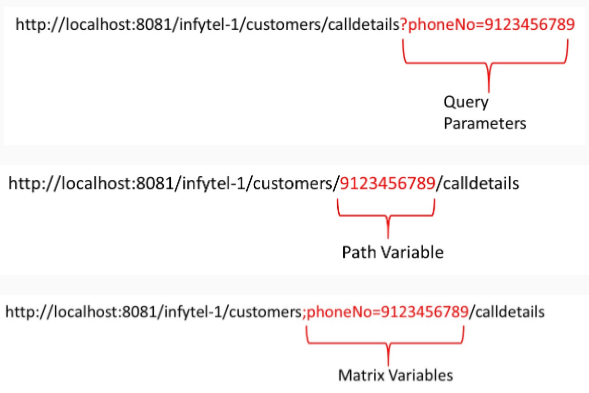 http://localhost:8081/infytel-1/customers/calldetails?phoneNo=9123456789
Query
Parameters
http://localhost:8081/infytel-1/customers/9123456789/calldetails
Path Variable
http://localhost:8081/infytel-1/customers;phoneNo=9123456789/calldetails
Matrix Variables